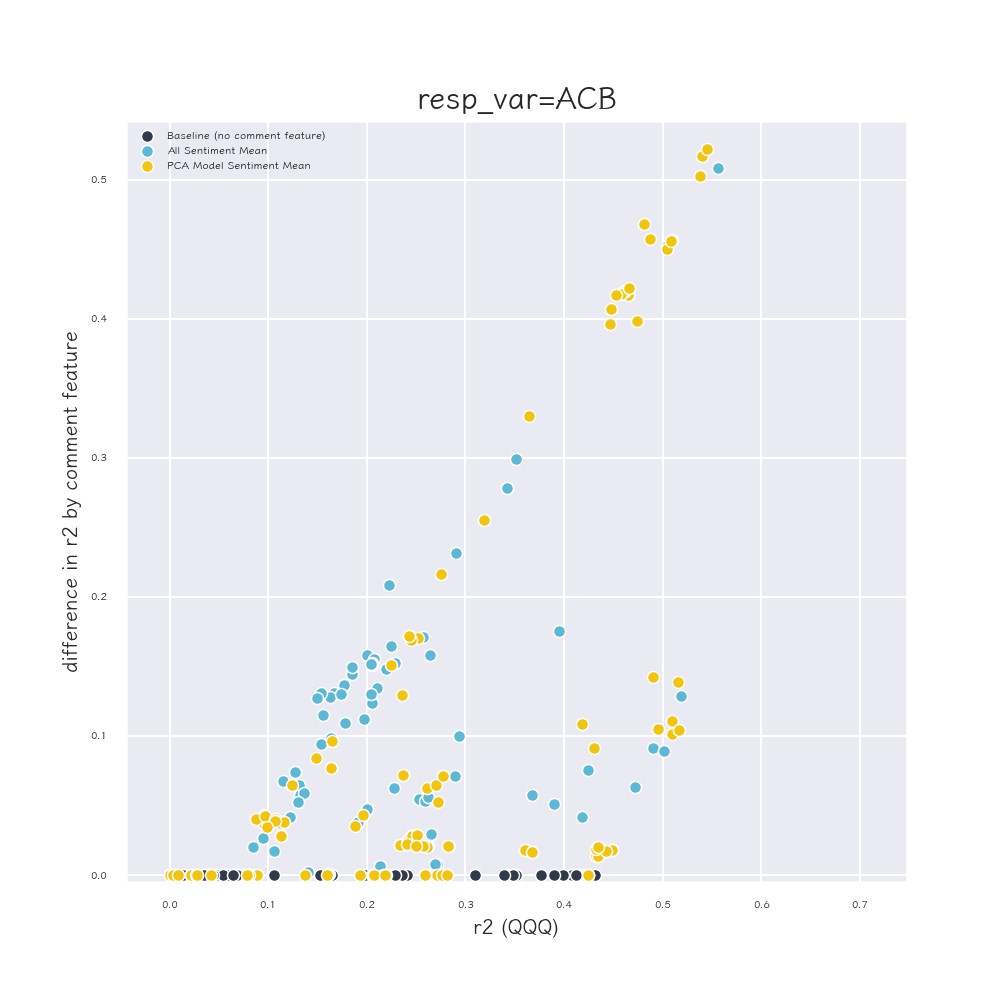 resp_var=ACB
Baseline (no comment feature)
All Sentiment Mean
PCA Model Sentiment Mean
difference in r2 by comment feature
0.5
0.4
0.3
0.2
0.1
0.0
0.0 0.1 0.2 0.3 0.4 0.5 0.6 0.7
r2 (QQQ)